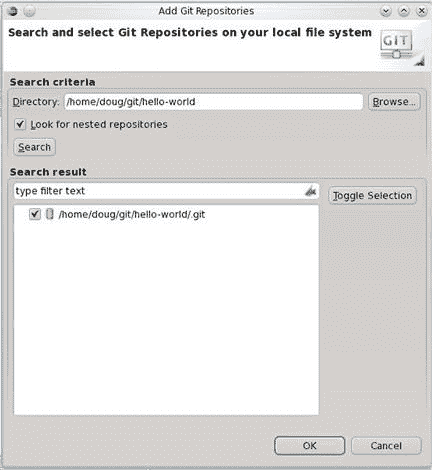 Add Git Repositories
Search and select Git Repositories on your local file system
GIT
Search criteria
Directory: /home/doug/git/hello-world Browse...
Look for nested repositories
Search
Search result
type filter text
Toggle Selection
/home/doug/git/hello-world/.git
OK Cancel